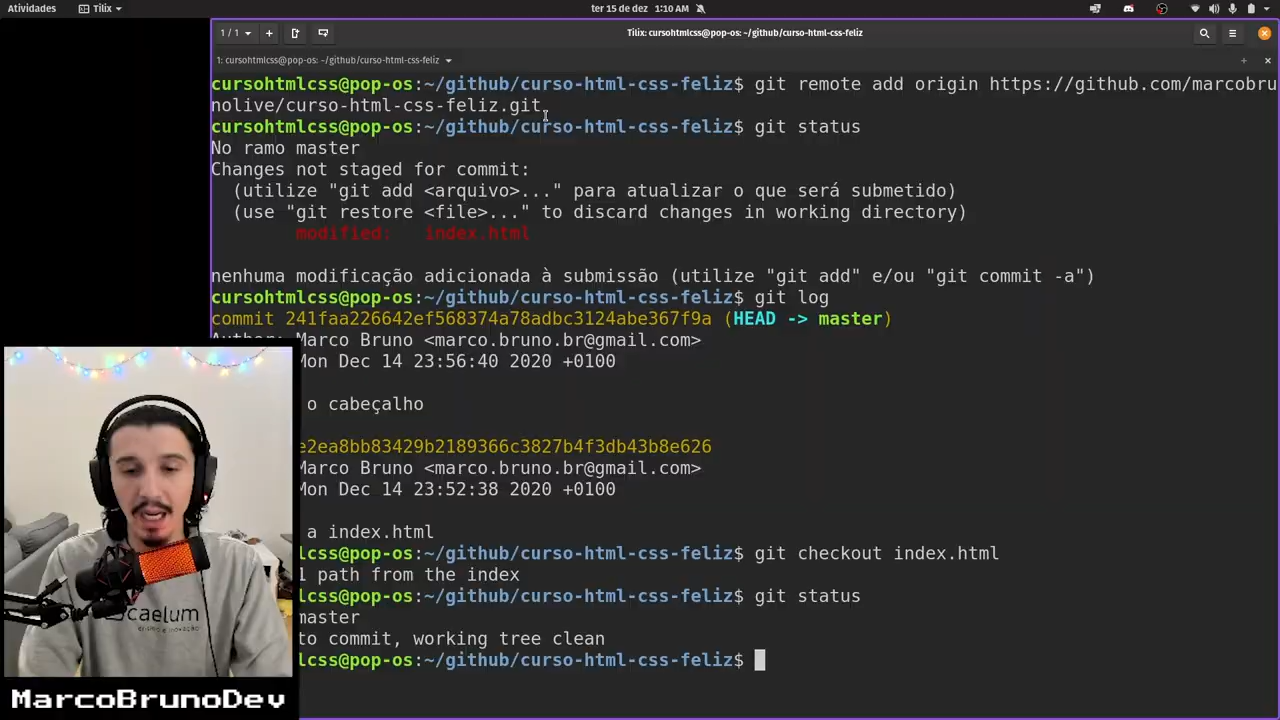 Atividades
Tilix
ter 15 de dez 1:10 AM
1 / 1
Tilix: cursohtmlcss@pop-os: ~/github/curso-html-css-feliz
1: cursohtmlcss@pop-os: ~/github/curso-html-css-feliz
cursohtmlcss@pop-os:~/github/curso-html-css-feliz$ git remote add origin https://github.com/marcobru
nolive/curso-html-css-feliz.git
cursohtmlcss@pop-os:~/github/curso-html-css-feliz$ git status
No ramo master
Changes not staged for commit:
(utilize "git add <arquivo>..." para atualizar o que será submetido)
(use "git restore <file>..." to discard changes in working directory)
modified: index.html
nenhuma modificação adicionada à submissão (utilize "git add" e/ou "git commit -a")
cursohtmlcss@pop-os:~/github/curso-html-css-feliz$ git log
commit 241faa226642ef568374a78adbc3124abe367f9a (HEAD -> master)
Author: Marco Bruno <marco.bruno.br@gmail.com>
Mon Dec 14 23:56:40 2020 +0100
o cabeçalho
e2ea8bb83429b2189366c3827b4f3db43b8e626
Marco Bruno <marco.bruno.br@gmail.com>
Mon Dec 14 23:52:38 2020 +0100
a index.html
lcss@pop-os:~/github/curso-html-css-feliz$ git checkout index.html
1 path from the index
lcss@pop-os:~/github/curso-html-css-feliz$ git status
master
to commit, working tree clean
lcss@pop-os:~/github/curso-html-css-feliz$
caelum
MarcoBrunoDev